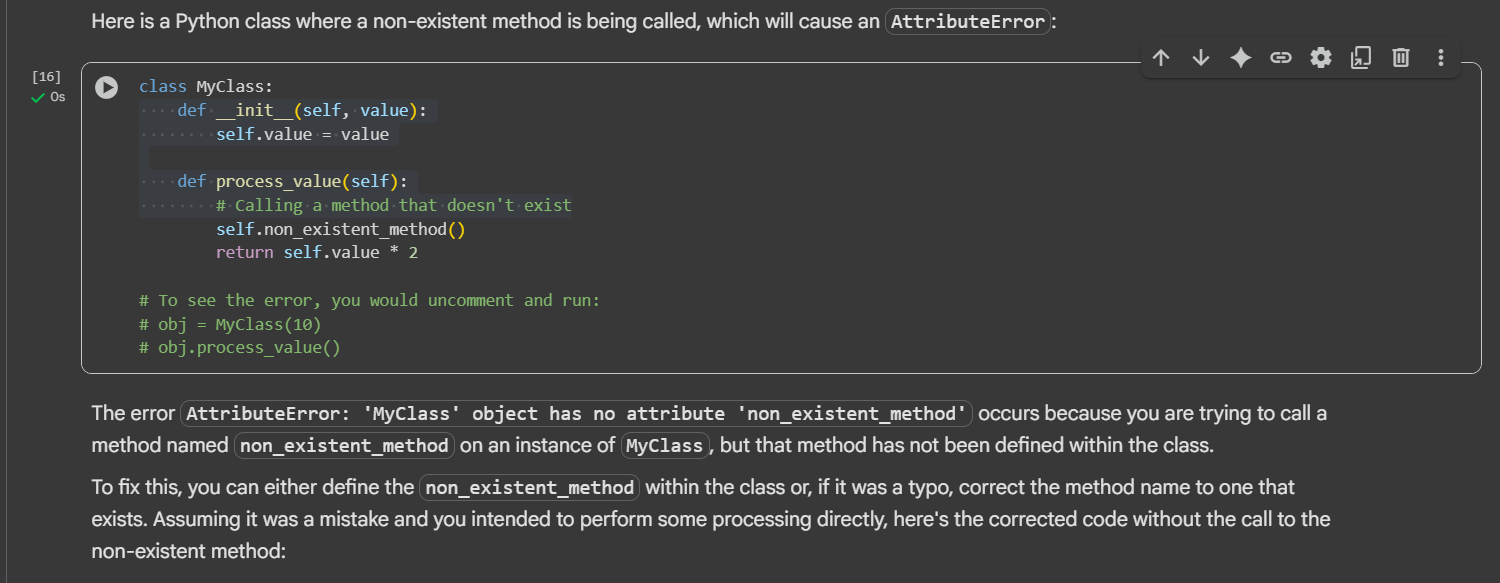 Here is a Python class where a non-existent method is being called, which will cause an AttributeError:
[16]
0s
class MyClass:
    def __init__(self, value):
        self.value = value

    def process_value(self):
        # Calling a method that doesn't exist
        self.non_existent_method()
        return self.value * 2

# To see the error, you would uncomment and run:
# obj = MyClass(10)
# obj.process_value()
The error AttributeError: 'MyClass' object has no attribute 'non_existent_method' occurs because you are trying to call a
method named non_existent_method on an instance of MyClass, but that method has not been defined within the class.
To fix this, you can either define the non_existent_method within the class or, if it was a typo, correct the method name to one that
exists. Assuming it was a mistake and you intended to perform some processing directly, here's the corrected code without the call to the
non-existent method: